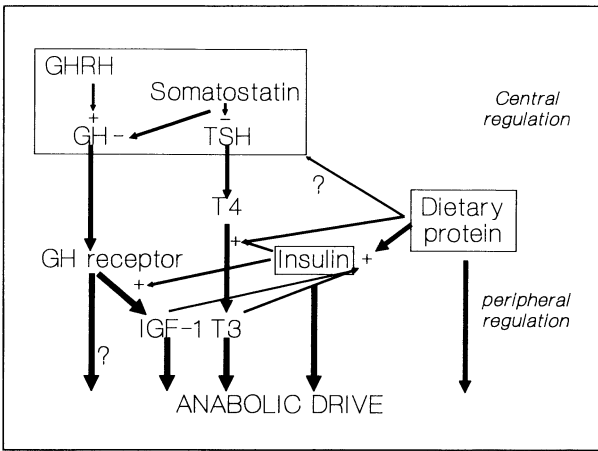 GHRH
Somatostatin
+
–
GH –
TSH
Central
regulation
?
T4
Dietary
protein
+
GH receptor
Insulin
+
+
peripheral
regulation
IGF-1
T3
?
ANABOLIC DRIVE